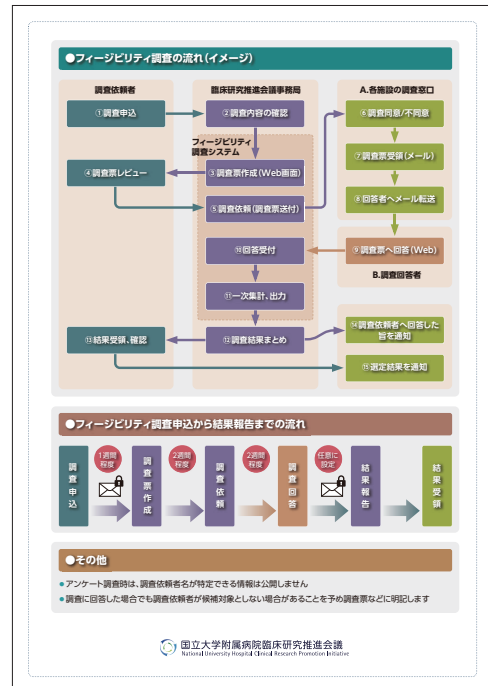 ●フィージビリティ調査の流れ(イメージ)
調査依頼者
臨床研究推進会議事務局
A.各施設の調査窓口
①調査申込
②調査内容の確認
⑥調査同意/不同意
フィージビリティ
調査システム
⑦調査票受領(メール)
④調査票レビュー
③調査票作成(Web画面)
⑧回答者へメール転送
⑤調査依頼(調査票送付)
⑩回答受付
⑨調査票へ回答(Web)
B.調査回答者
⑪一次集計、出力
⑬結果受領、確認
⑫調査結果まとめ
⑭調査依頼者へ回答した
旨を通知
⑮選定結果を通知
●フィージビリティ調査申込から結果報告までの流れ
調査申込
1週間
程度
調査票作成
2週間
程度
調査依頼
2週間
程度
調査回答
任意に
設定
結果報告
結果受領
●その他
●アンケート調査時は、調査依頼者名が特定できる情報は公開しません
●調査に回答した場合でも調査依頼者が候補対象としない場合があることを予め調査票などに明記します
国立大学附属病院臨床研究推進会議
National University Hospital Clinical Research Promotion Initiative